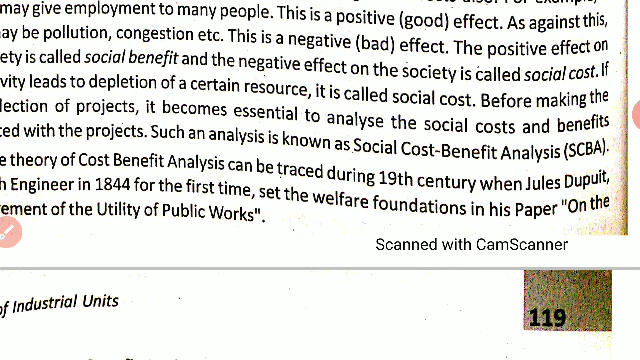 may give employment to many people. This is a positive (good) effect. As against this,
ay be pollution, congestion etc. This is a negative (bad) effect. The positive effect on
ety is called social benefit and the negative effect on the society is called social cost. If
vity leads to depletion of a certain resource, it is called social cost. Before making the
lection of projects, it becomes essential to analyse the social costs and benefits
ted with the projects. Such an analysis is known as Social Cost-Benefit Analysis (SCBA).
e theory of Cost Benefit Analysis can be traced during 19th century when Jules Dupuit,
h Engineer in 1844 for the first time, set the welfare foundations in his Paper "On the
rement of the Utility of Public Works".
Scanned with CamScanner
of Industrial Units
119